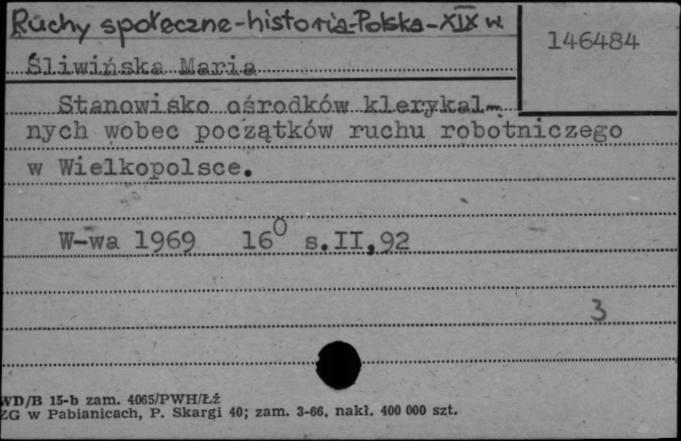 Ruchy społeczne-historia-Polska-XIX w.
146484
Śliwińska Maria
Stanowisko ośrodków klerykal-
nych wobec początków ruchu robotniczego
w Wielkopolsce.
W-wa 1969 16⁰ s.II,92
3
WD/B 15-b zam. 4065/PWH/Łź
ZG w Pabianicach, P. Skargi 40; zam. 3-66, nakł. 400 000 szt.